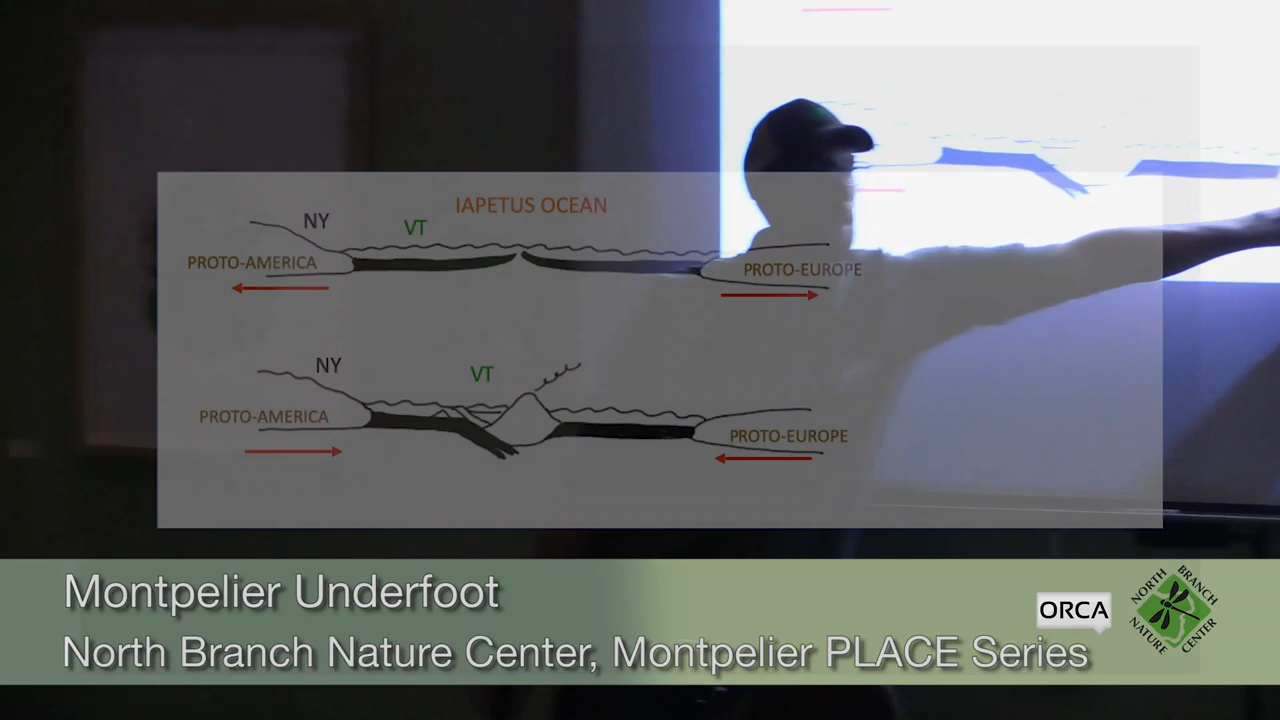 IAPETUS OCEAN
NY
VT
PROTO-AMERICA
PROTO-EUROPE
NY
VT
PROTO-AMERICA
PROTO-EUROPE
Montpelier Underfoot
North Branch Nature Center, Montpelier PLACE Series
ORCA
NORTH BRANCH
NATURE CENTER